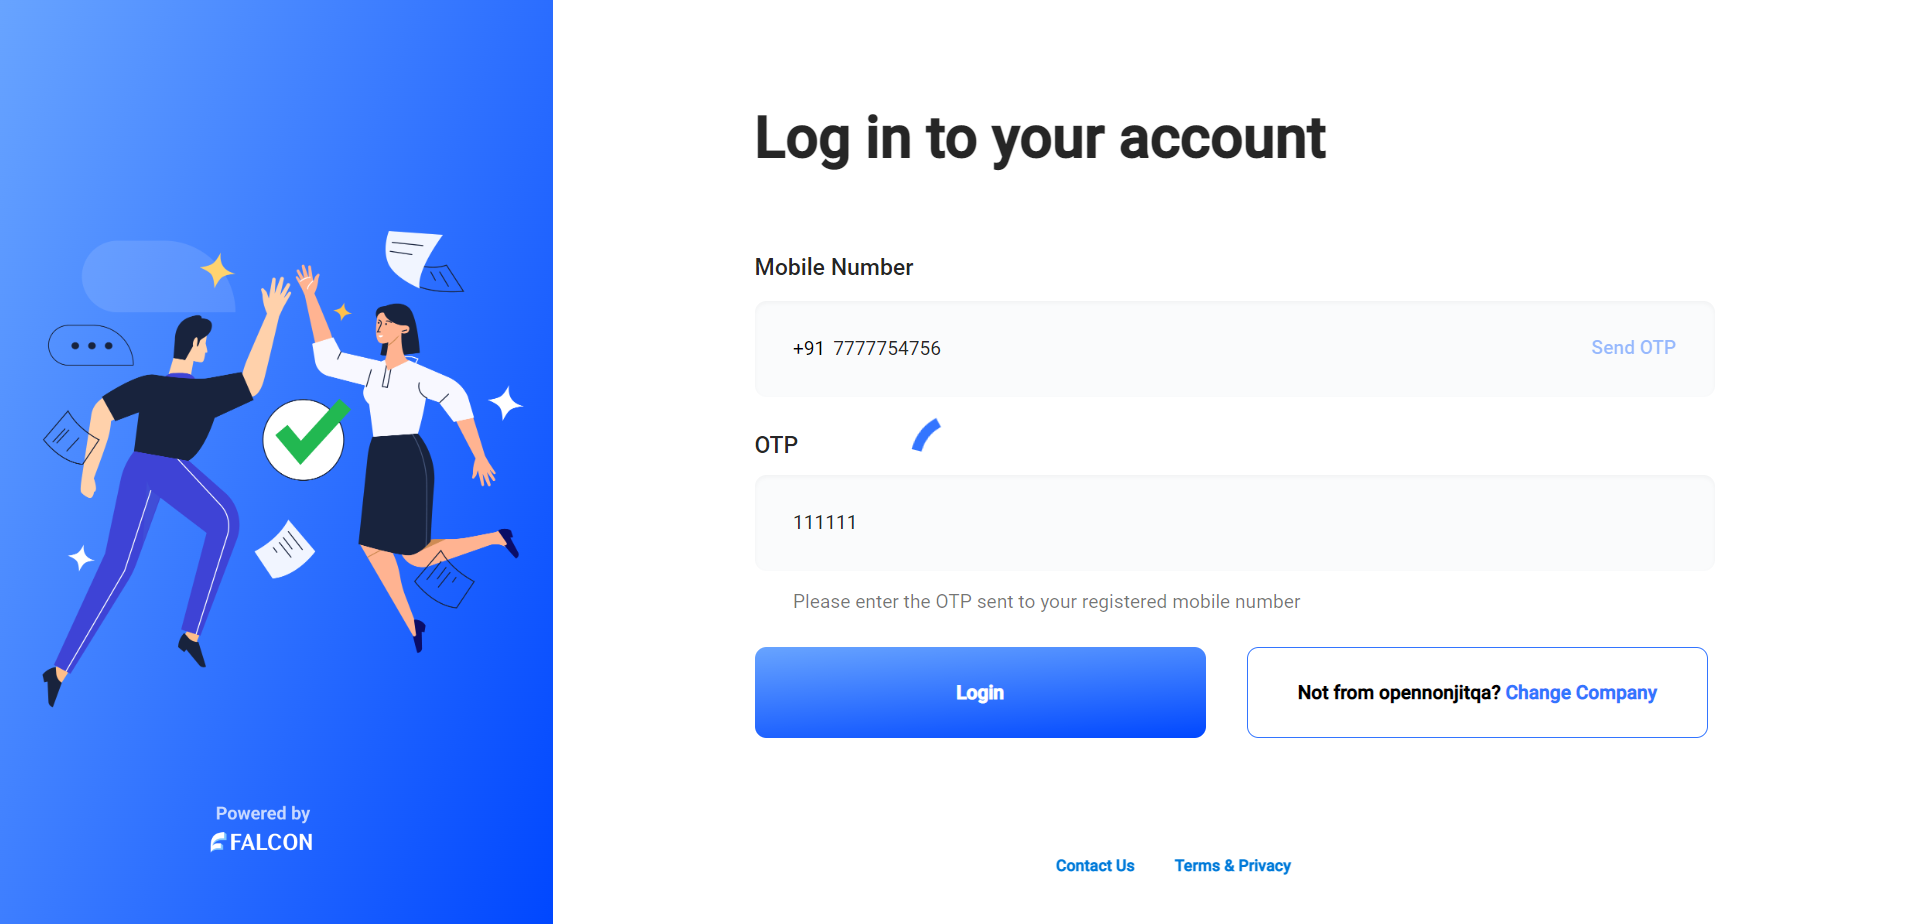 Log in to your account
Mobile Number
+91 7777754756
Send OTP
OTP
111111
Please enter the OTP sent to your registered mobile number
Login
Not from opennonjitqa? Change Company
Powered by
FALCON
Contact Us
Terms & Privacy